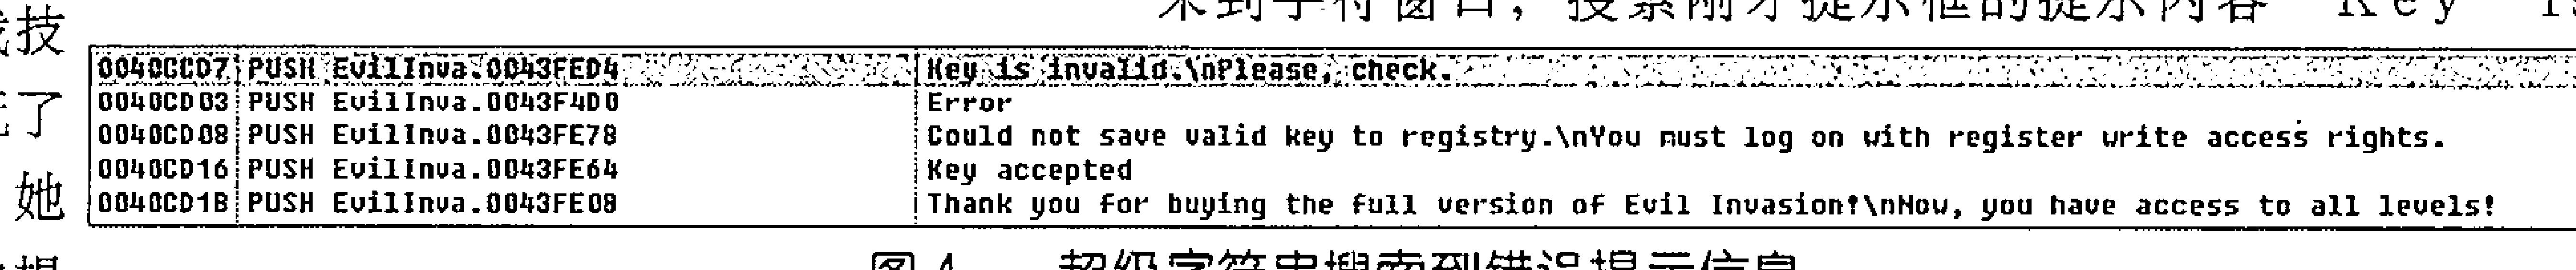 来到字符窗口，搜索刚才提示框的提示内容 "Key is
技
0040CCD7 PUSH EvilInva.0043FED4 Key is invalid.\nPlease, check.
0040CD03 PUSH EvilInva.0043F4D0 Error
了
0040CD08 PUSH EvilInva.0043FE78 Could not save valid key to registry.\nYou must log on with register write access rights.
0040CD16 PUSH EvilInva.0043FE64 Key accepted
她
0040CD1B PUSH EvilInva.0043FE08 Thank you for buying the full version of Evil Invasion!\nNow, you have access to all levels!
图4 超级字符串搜索到错误提示信息